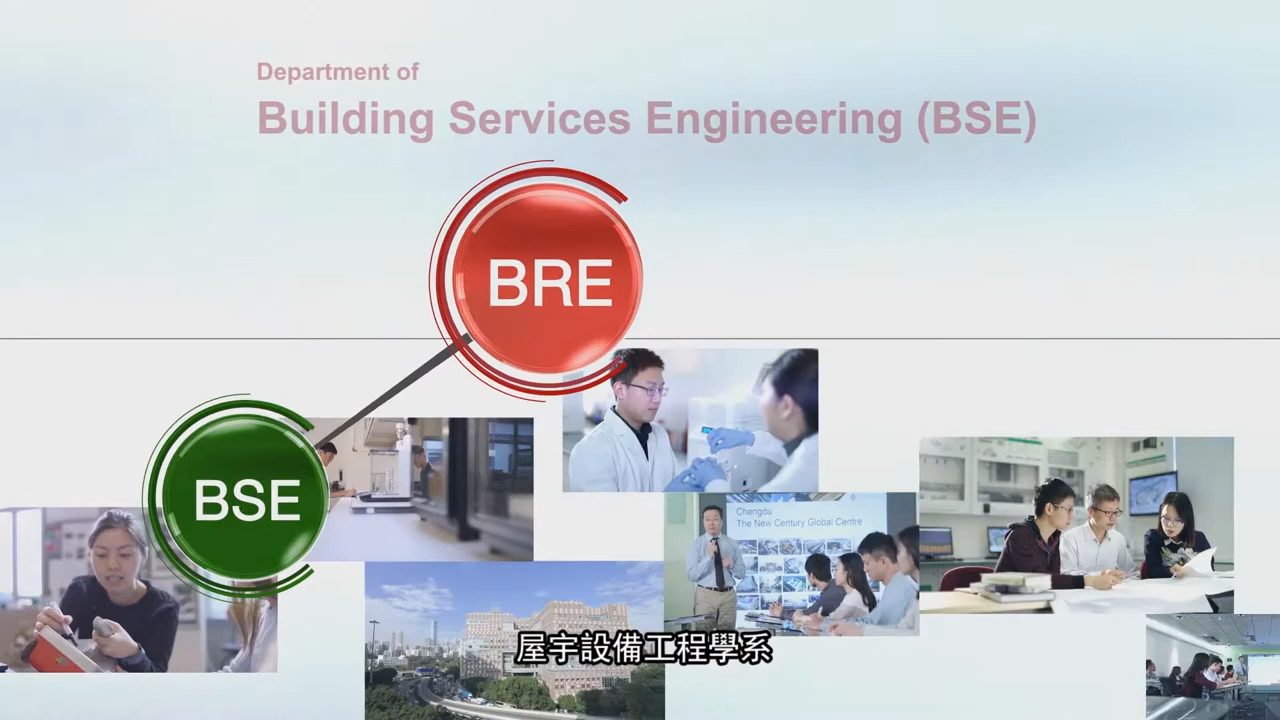 Department of
Building Services Engineering (BSE)
BRE
BSE
Chengdu
The New Century Global Centre
屋宇設備工程學系